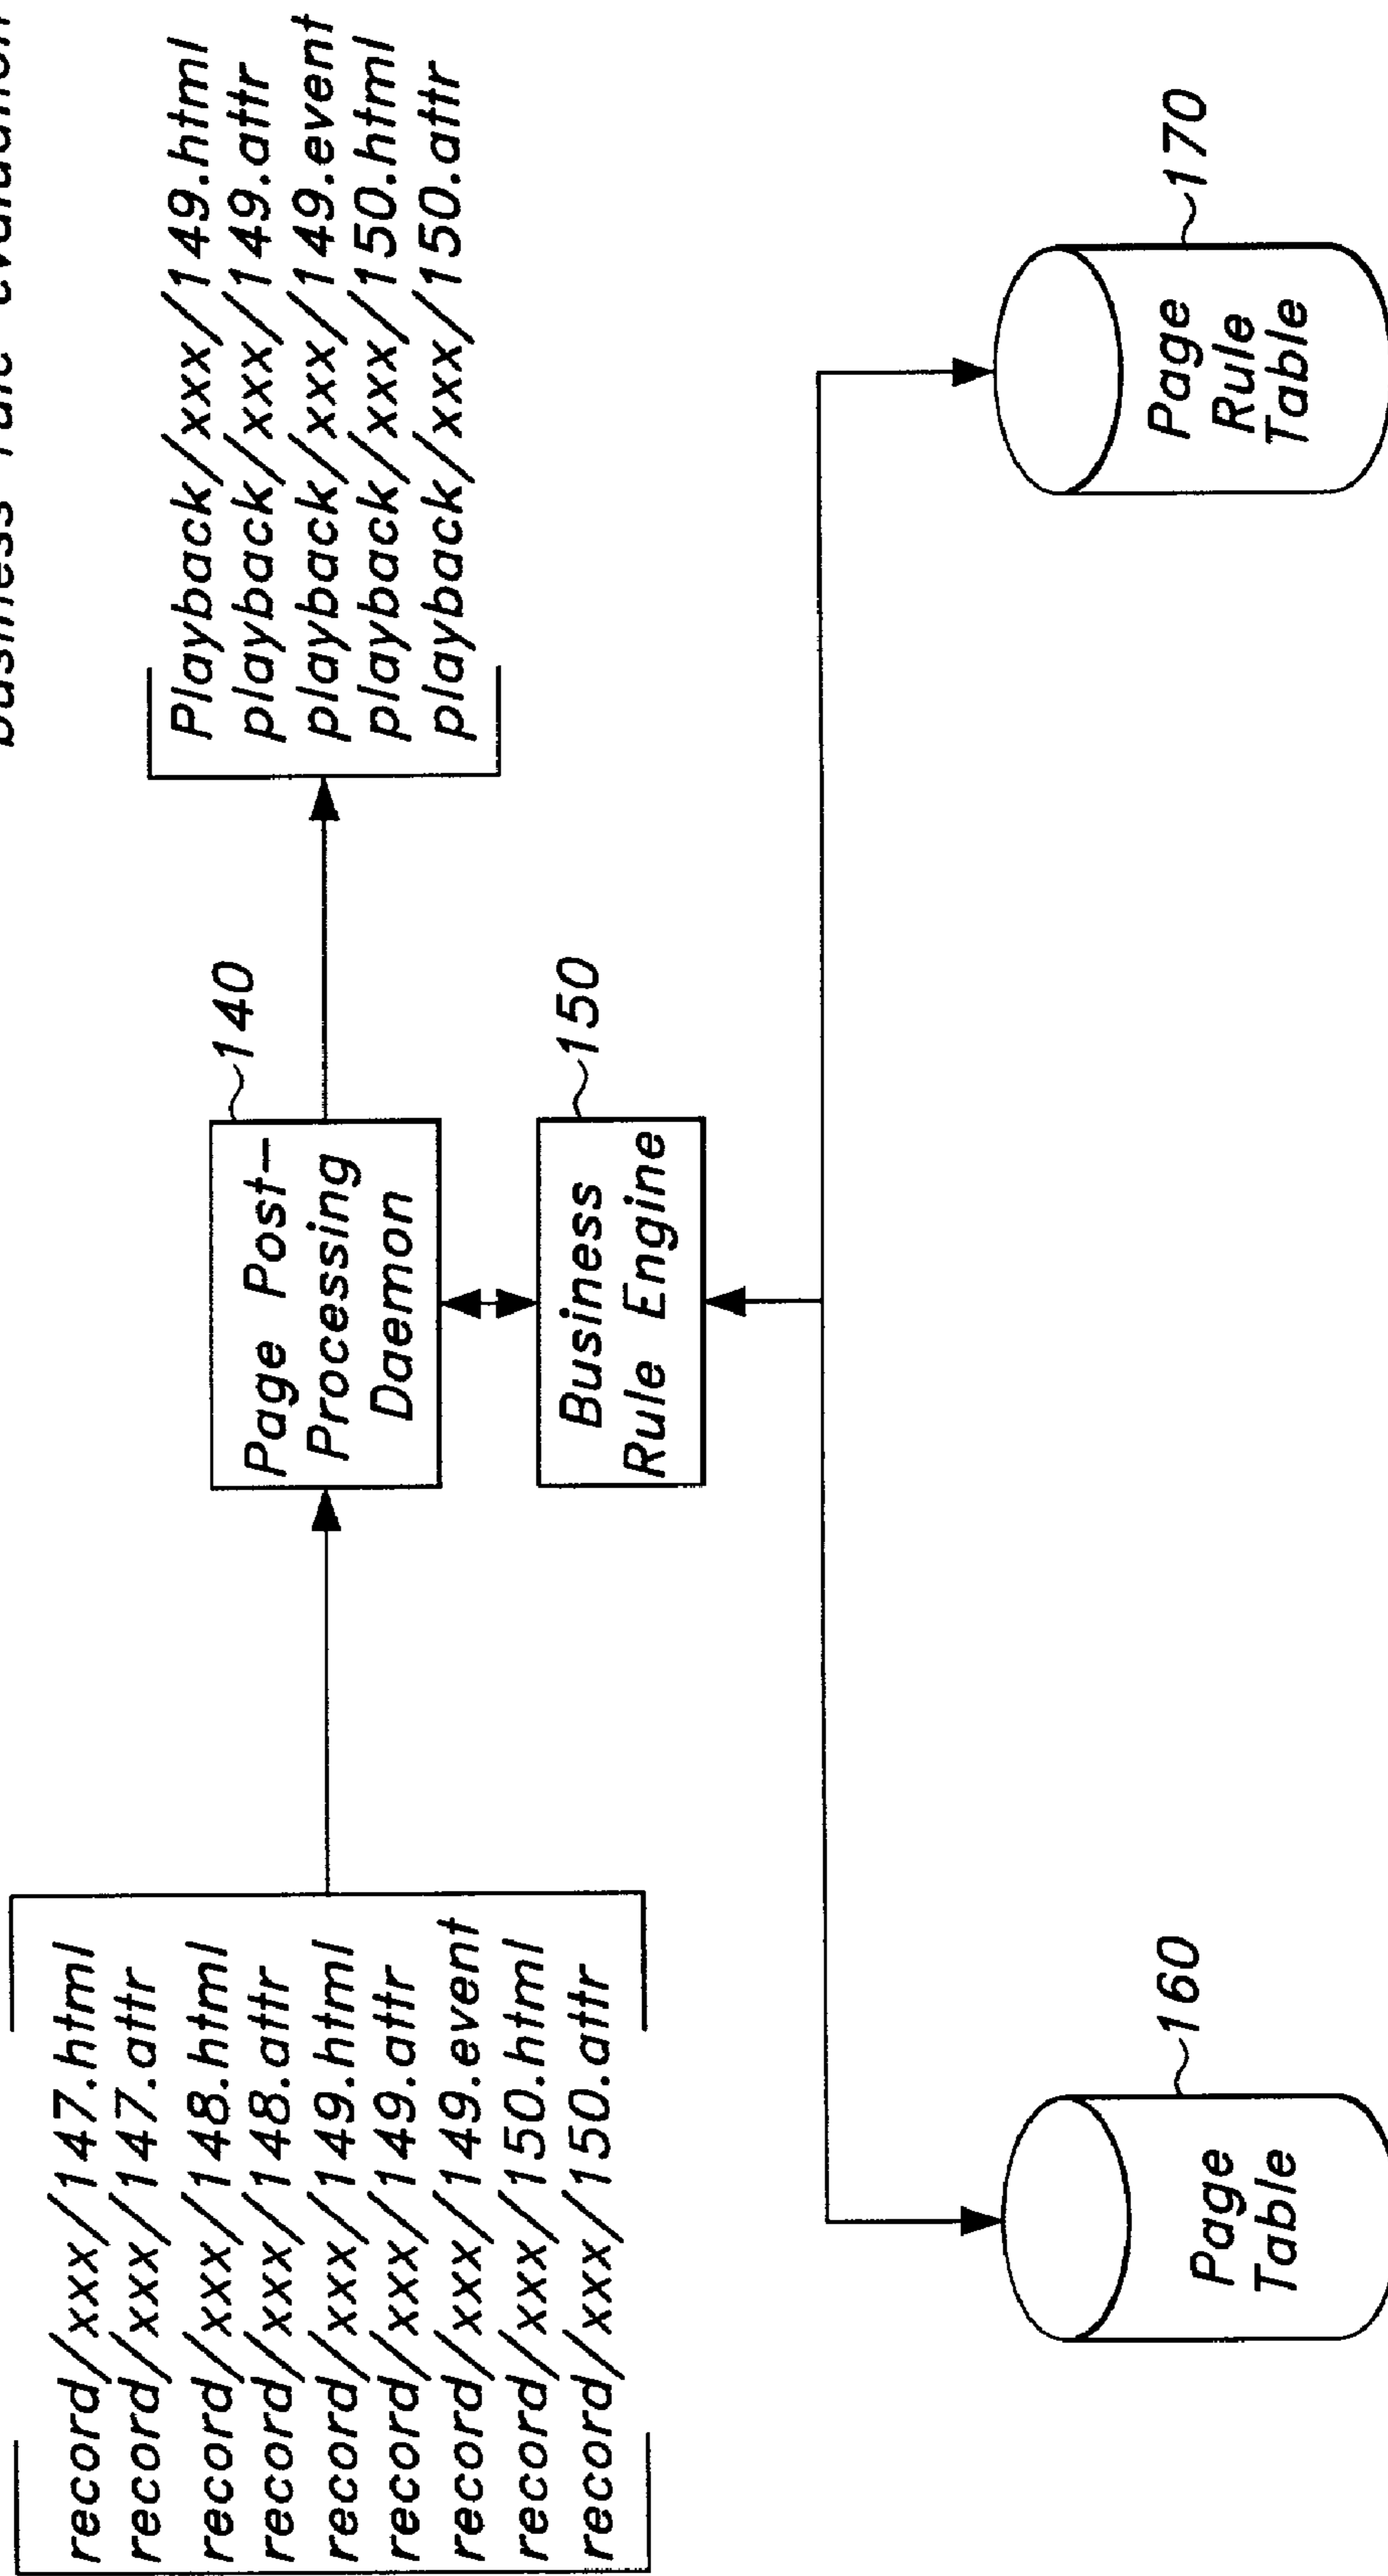 business rule evaluation
record/xxx/147.html
record/xxx/147.attr
record/xxx/148.html
record/xxx/148.attr
record/xxx/149.html
record/xxx/149.attr
record/xxx/149.event
record/xxx/150.html
record/xxx/150.attr
Page Post-
Processing
Daemon
140
Business
Rule Engine
150
Playback/xxx/149.html
playback/xxx/149.attr
playback/xxx/149.event
playback/xxx/150.html
playback/xxx/150.attr
Page
Table
160
Page
Rule
Table
170